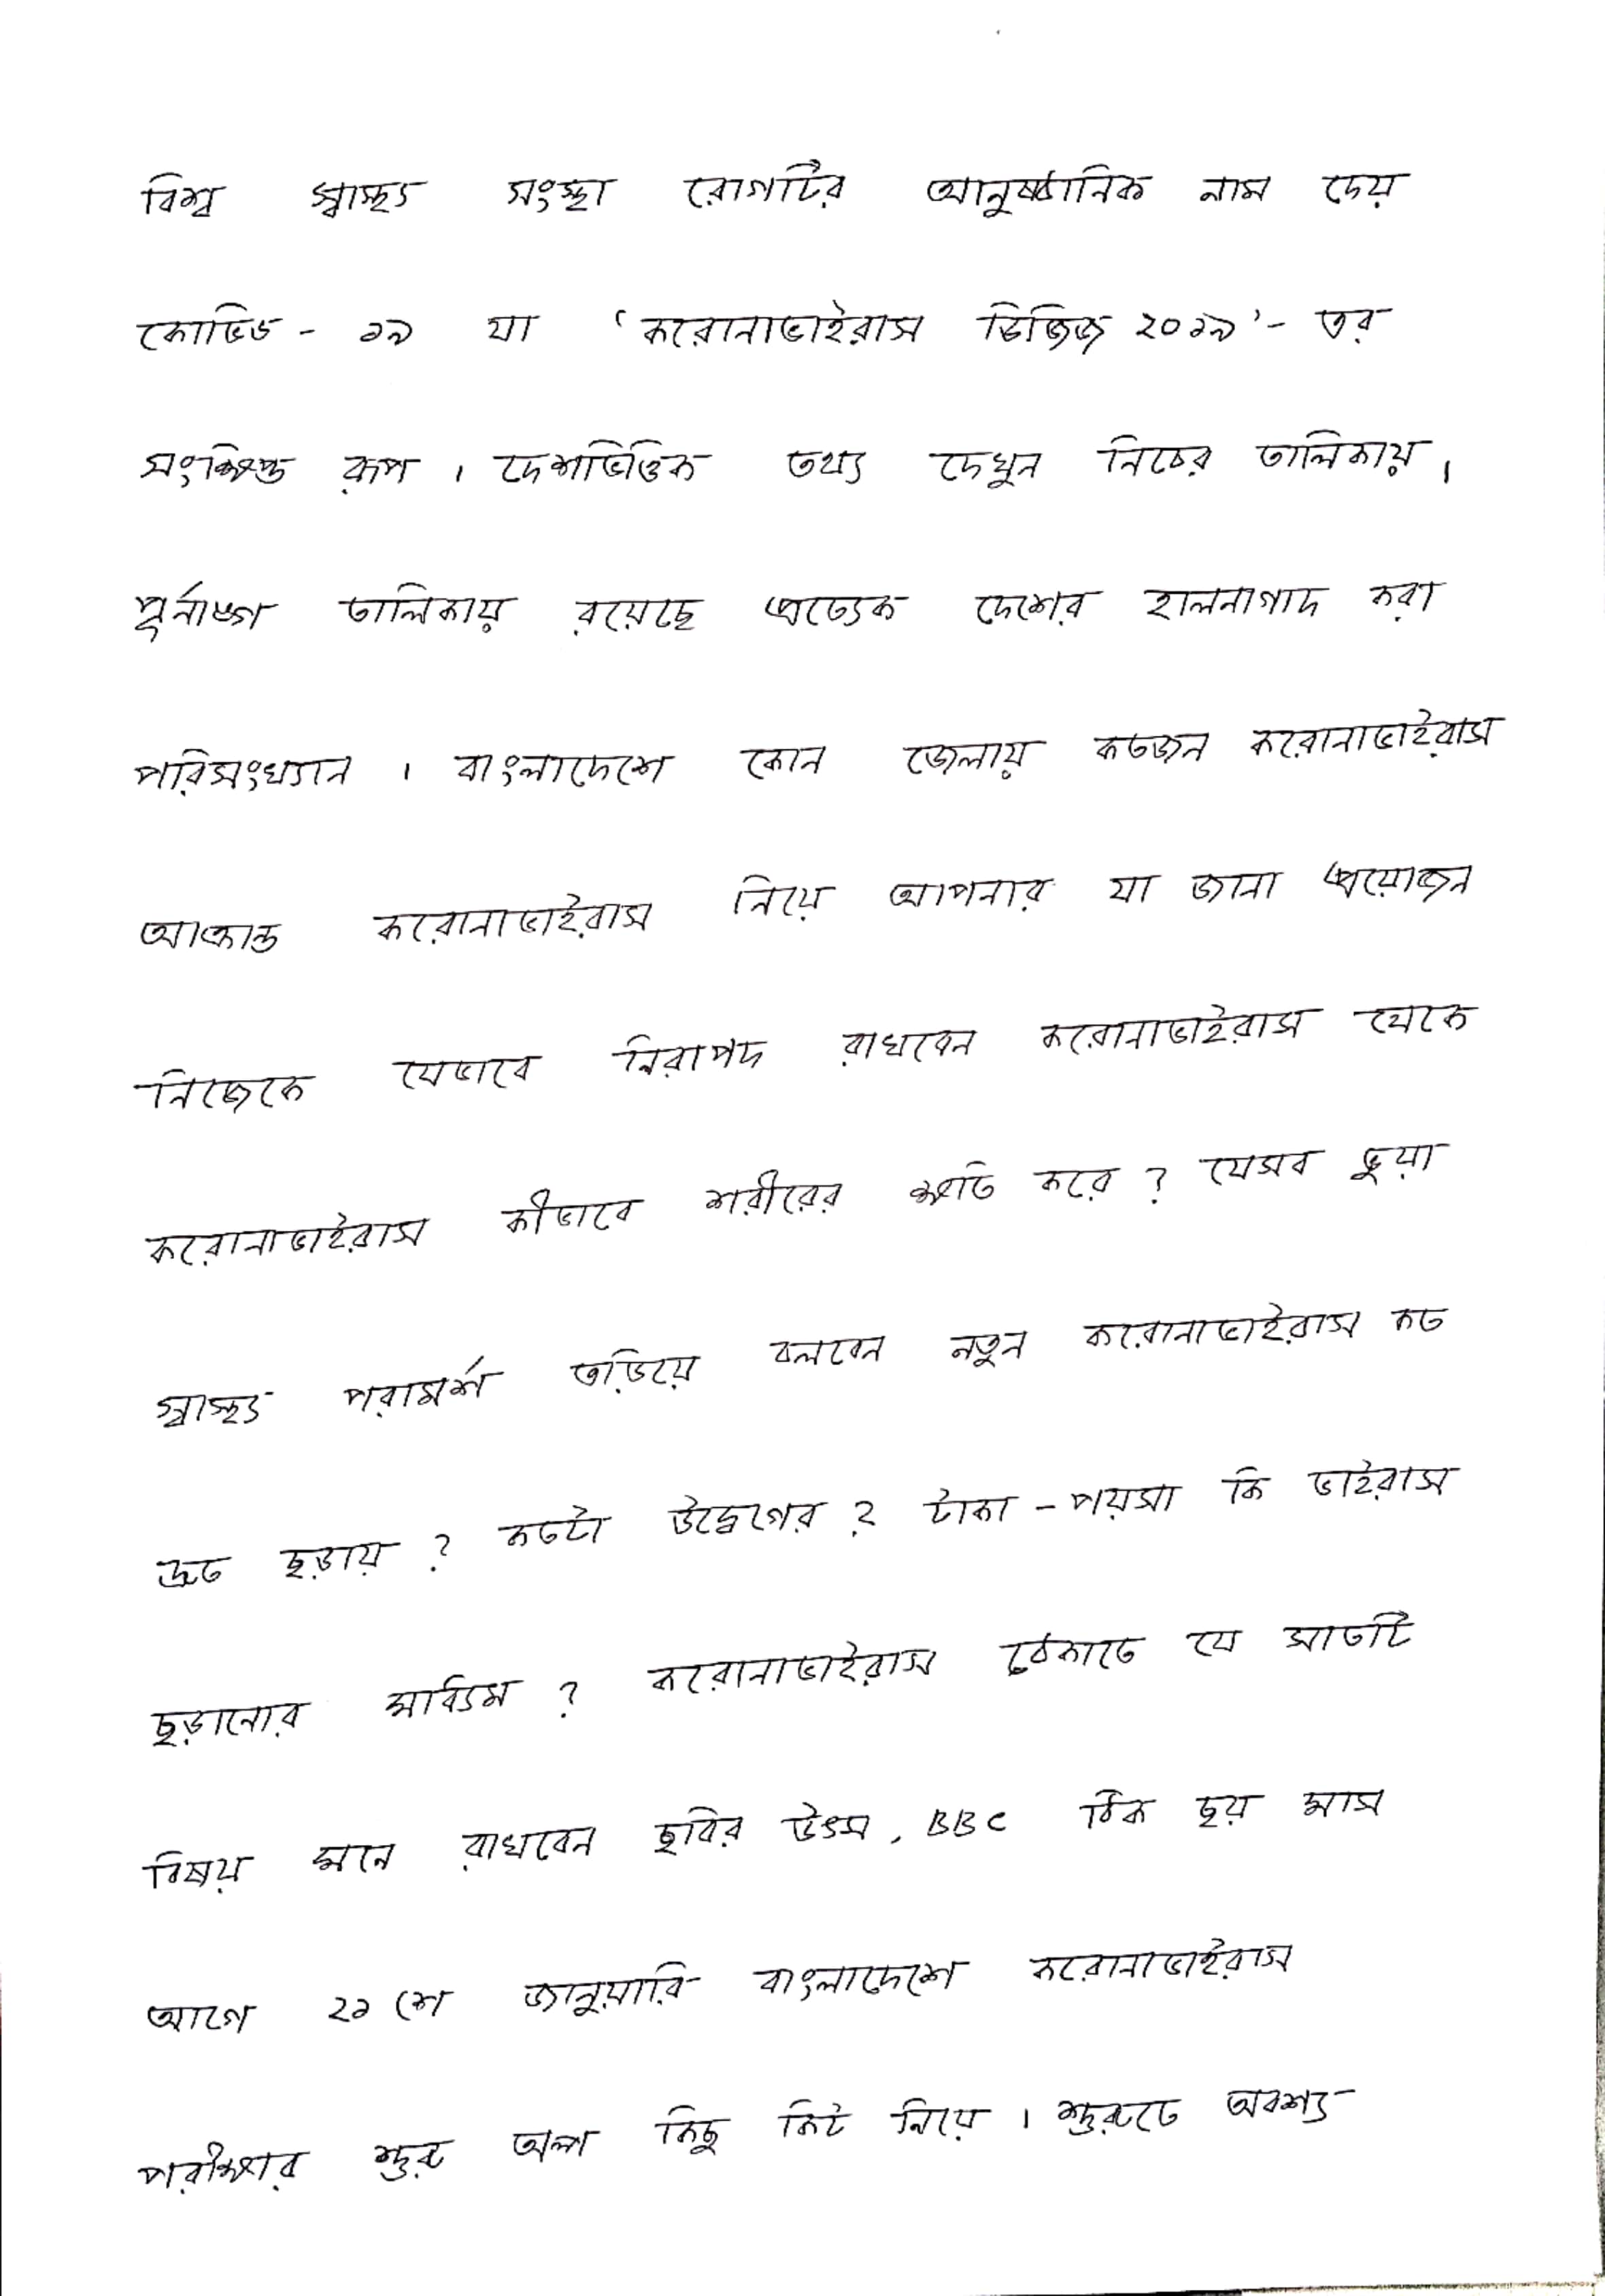 বিশ্ব স্বাস্থ্য সংস্থা রোগটির আনুষ্ঠানিক নাম দেয়
কোভিড - ১৯ যা 'করোনাভাইরাস ডিজিজ ২০১৯' - এর
সংক্ষিপ্ত রূপ । দেশভিত্তিক তথ্য দেখুন নিচের তালিকায় ।
পূর্নাঙ্গ তালিকায় রয়েছে প্রত্যেক দেশের হালনাগাদ করা
পরিসংখ্যান । বাংলাদেশে কোন জেলায় কতজন করোনাভাইরাস
আক্রান্ত করোনাভাইরাস নিয়ে আপনার যা জানা প্রয়োজন
নিজেকে যেভাবে নিরাপদ রাখবেন করোনাভাইরাস থেকে
করোনাভাইরাস কীভাবে শরীরের ক্ষতি করে ? যেসব ভুয়া
স্বাস্থ্য পরামর্শ এড়িয়ে চলবেন নতুন করোনাভাইরাস কত
দ্রুত ছড়ায় ? কতটা উদ্বেগের ? টাকা - পয়সা কি ভাইরাস
ছড়ানোর মাধ্যম ? করোনাভাইরাস ঠেকাতে যে সাতটি
বিষয় মনে রাখবেন ছবির উৎস , BBC ঠিক ছয় মাস
আগে ২১ শে জানুয়ারি বাংলাদেশে করোনাভাইরাস
পরীক্ষার শুরু অল্প কিছু কিট নিয়ে । শুরুতে অবশ্য